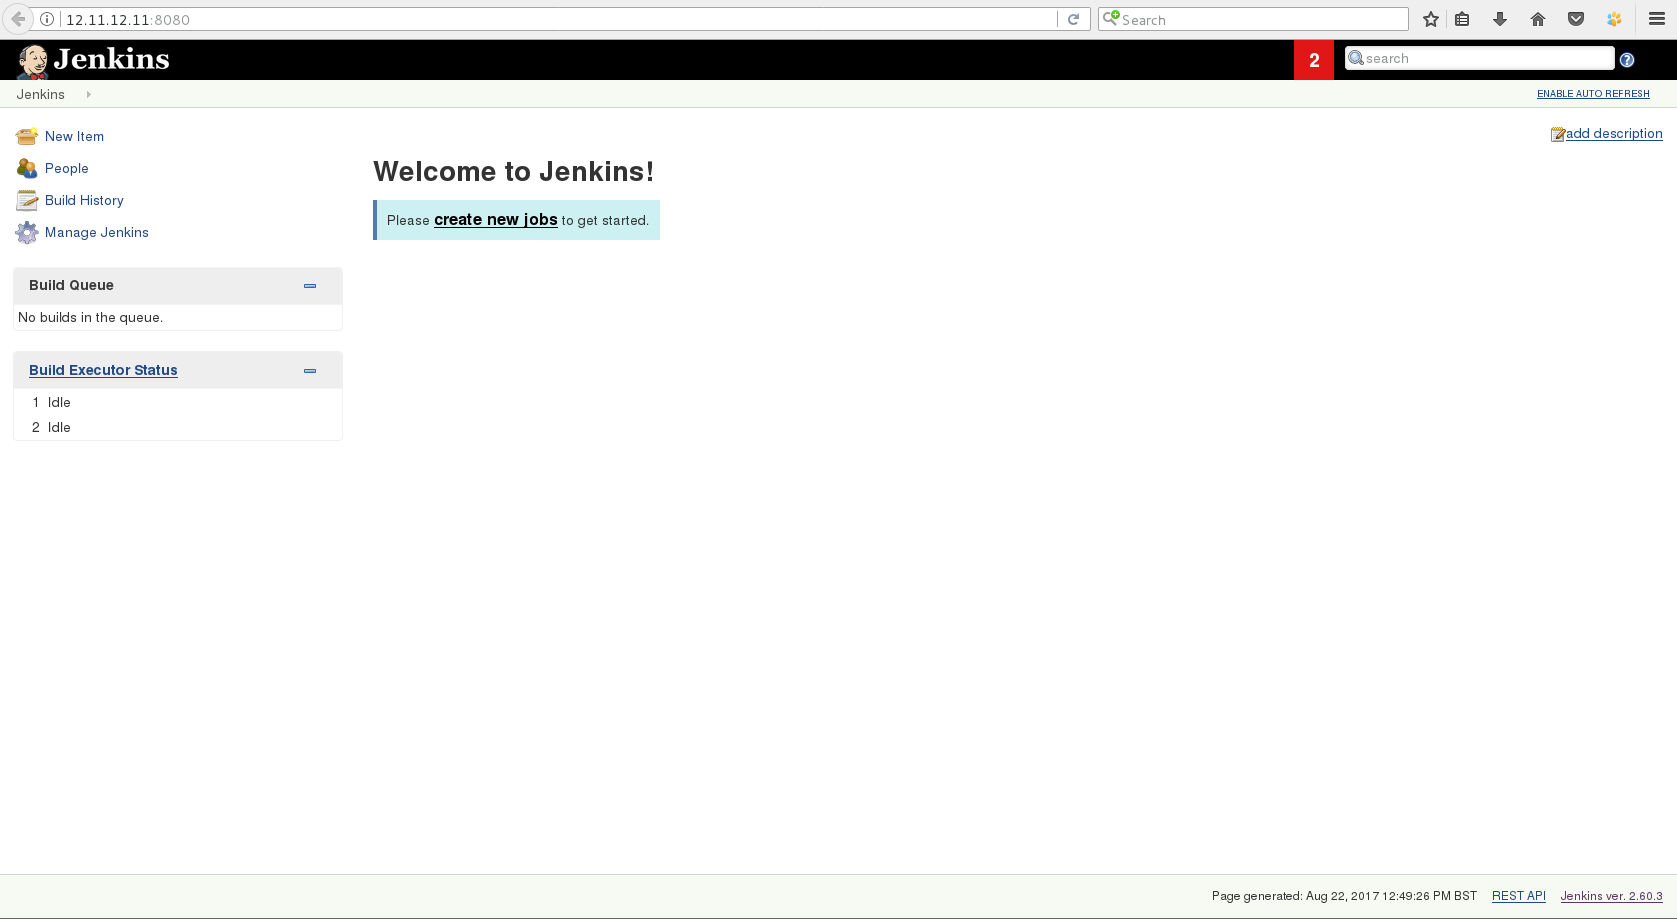 12.11.12.11:8080
Search
Jenkins
2
search
Jenkins
ENABLE AUTO REFRESH
New Item
People
Build History
Manage Jenkins
Build Queue
No builds in the queue.
Build Executor Status
1 Idle
2 Idle
add description
Welcome to Jenkins!
Please create new jobs to get started.
Page generated: Aug 22, 2017 12:49:26 PM BST REST API Jenkins ver. 2.60.3